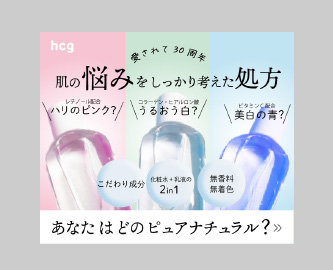 hcg
愛されて30周年
肌の悩みをしっかり考えた処方
レチノール配合
ハリのピンク?
コラーゲン・ヒアルロン酸
うるおう白?
ビタミンC配合
美白の青?
こだわり成分
化粧水+乳液の
2in1
無香料
無着色
あなたはどのピュアナチュラル?»